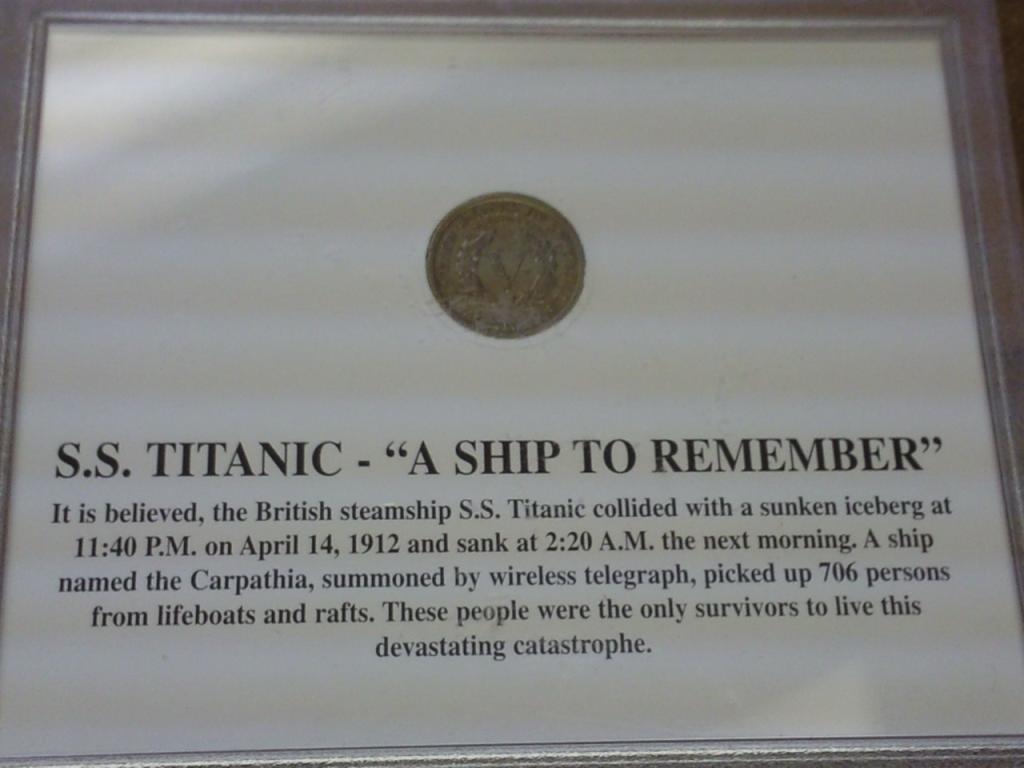 S.S. TITANIC - “A SHIP TO REMEMBER”
It is believed, the British steamship S.S. Titanic collided with a sunken iceberg at
11:40 P.M. on April 14, 1912 and sank at 2:20 A.M. the next morning. A ship
named the Carpathia, summoned by wireless telegraph, picked up 706 persons
from lifeboats and rafts. These people were the only survivors to live this
devastating catastrophe.